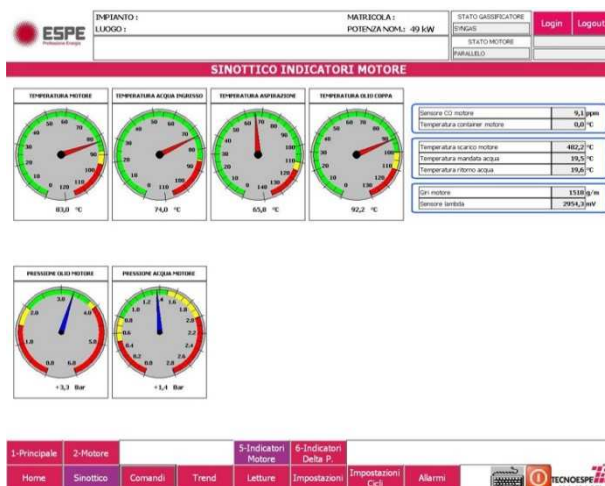 ESPE
Professione Energia
IMPIANTO :
LUOGO :
MATRICOLA :
POTENZA NOM.: 49 kW
STATO GASSIFICATORE
SYNGAS
STATO MOTORE
PARALLELO
Login
Logout
SINOTTICO INDICATORI MOTORE
TEMPERATURA MOTORE
83,0 °C
TEMPERATURA ACQUA INGRESSO
74,0 °C
TEMPERATURA ASPIRAZIONE
65,8 °C
TEMPERATURA OLIO COPPA
92,2 °C
Sensore CO motore 9,1 ppm
Temperatura container motore 0,0 °C
Temperatura scarico motore 402,2 °C
Temperatura mandata acqua 19,5 °C
Temperatura ritorno acqua 19,6 °C
Giri motore 1518 g/m
Sensore lambda 2954,3 mV
PRESSIONE OLIO MOTORE
+3,3 Bar
PRESSIONE ACQUA MOTORE
+1,4 Bar
1-Principale
2-Motore
5-Indicatori
Motore
6-Indicatori
Delta P.
Home
Sinottico
Comandi
Trend
Letture
Impostazioni
Impostazioni
Cicli
Allarmi
TECNOESPE